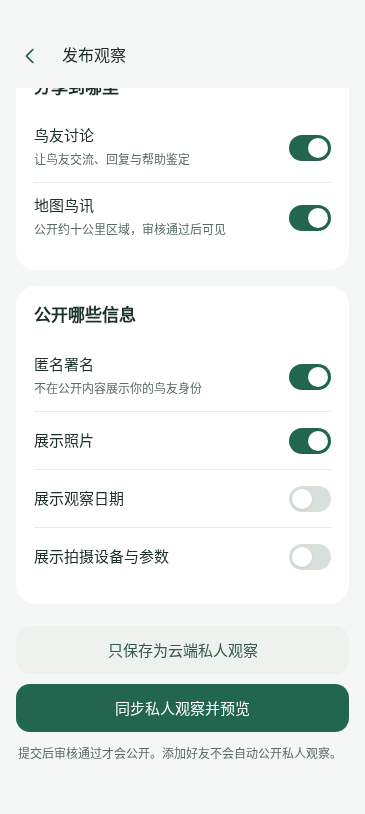 发布观察
分享到哪里
鸟友讨论
让鸟友交流、回复与帮助鉴定
地图鸟讯
公开约十公里区域，审核通过后可见
公开哪些信息
匿名署名
不在公开内容展示你的鸟友身份
展示照片
展示观察日期
展示拍摄设备与参数
只保存为云端私人观察
同步私人观察并预览
提交后审核通过才会公开。添加好友不会自动公开私人观察。